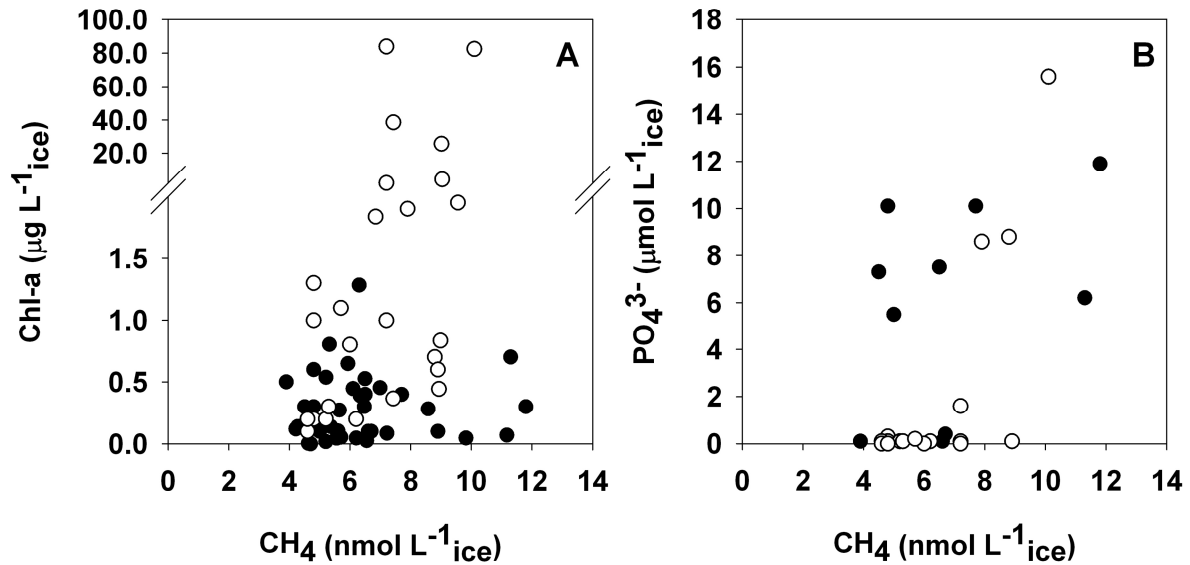 100.0
80.0
60.0
40.0
20.0
1.5
1.0
0.5
0.0
Chl-a (µg L⁻¹ice)
A
0 2 4 6 8 10 12 14
CH₄ (nmol L⁻¹ice)
18
16
14
12
10
8
6
4
2
0
PO₄³⁻ (µmol L⁻¹ice)
B
0 2 4 6 8 10 12 14
CH₄ (nmol L⁻¹ice)